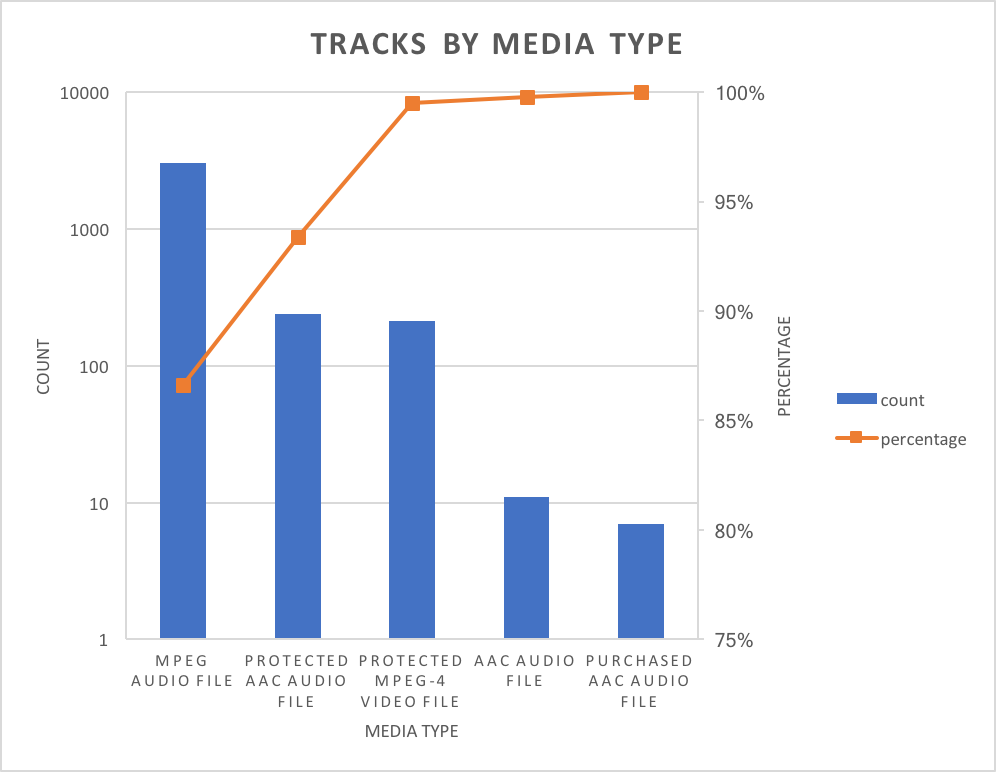 TRACKS BY MEDIA TYPE
10000
1000
100
10
1
COUNT
100%
95%
90%
85%
80%
75%
PERCENTAGE
count
percentage
MPEG
AUDIO FILE
PROTECTED
AAC AUDIO
FILE
PROTECTED
MPEG-4
VIDEO FILE
AAC AUDIO
FILE
PURCHASED
AAC AUDIO
FILE
MEDIA TYPE